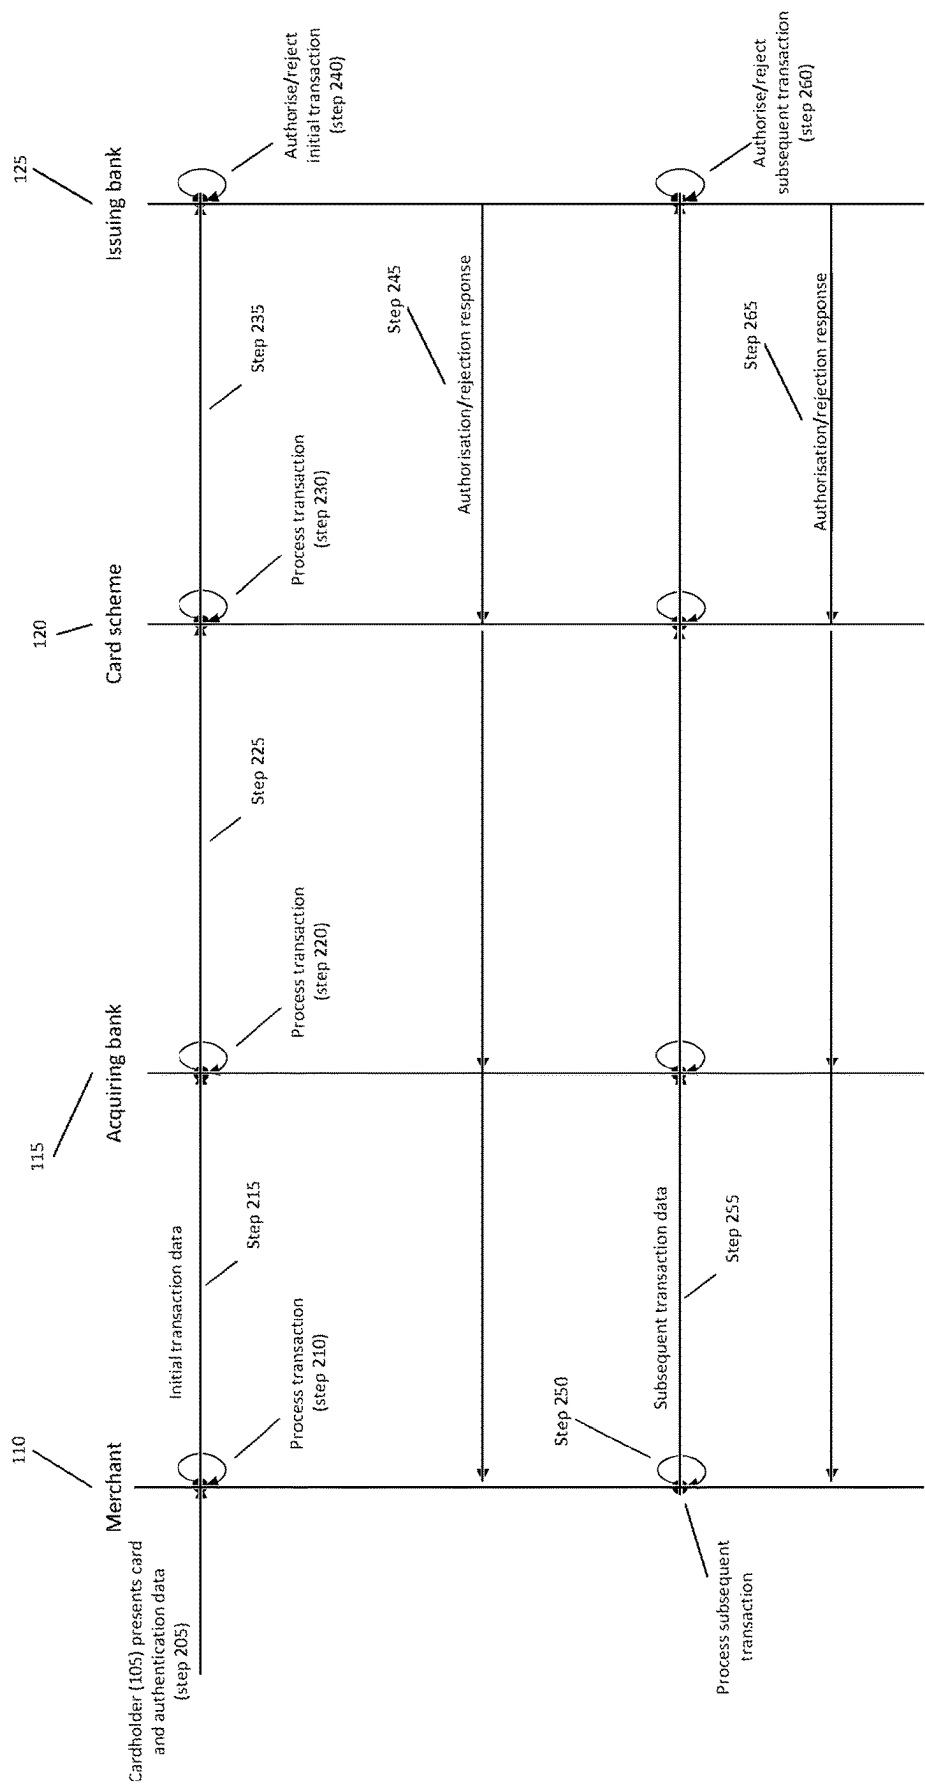 110
115
120
125
Merchant
Acquiring bank
Card scheme
Issuing bank
Cardholder (105) presents card
and authentication data
(step 205)
Initial transaction data
Process transaction
(step 210)
Step 215
Process transaction
(step 220)
Step 225
Process transaction
(step 230)
Step 235
Authorise/reject
initial transaction
(step 240)
Step 245
Authorisation/rejection response
Step 250
Process subsequent
transaction
Subsequent transaction data
Step 255
Authorise/reject
subsequent transaction
(step 260)
Step 265
Authorisation/rejection response